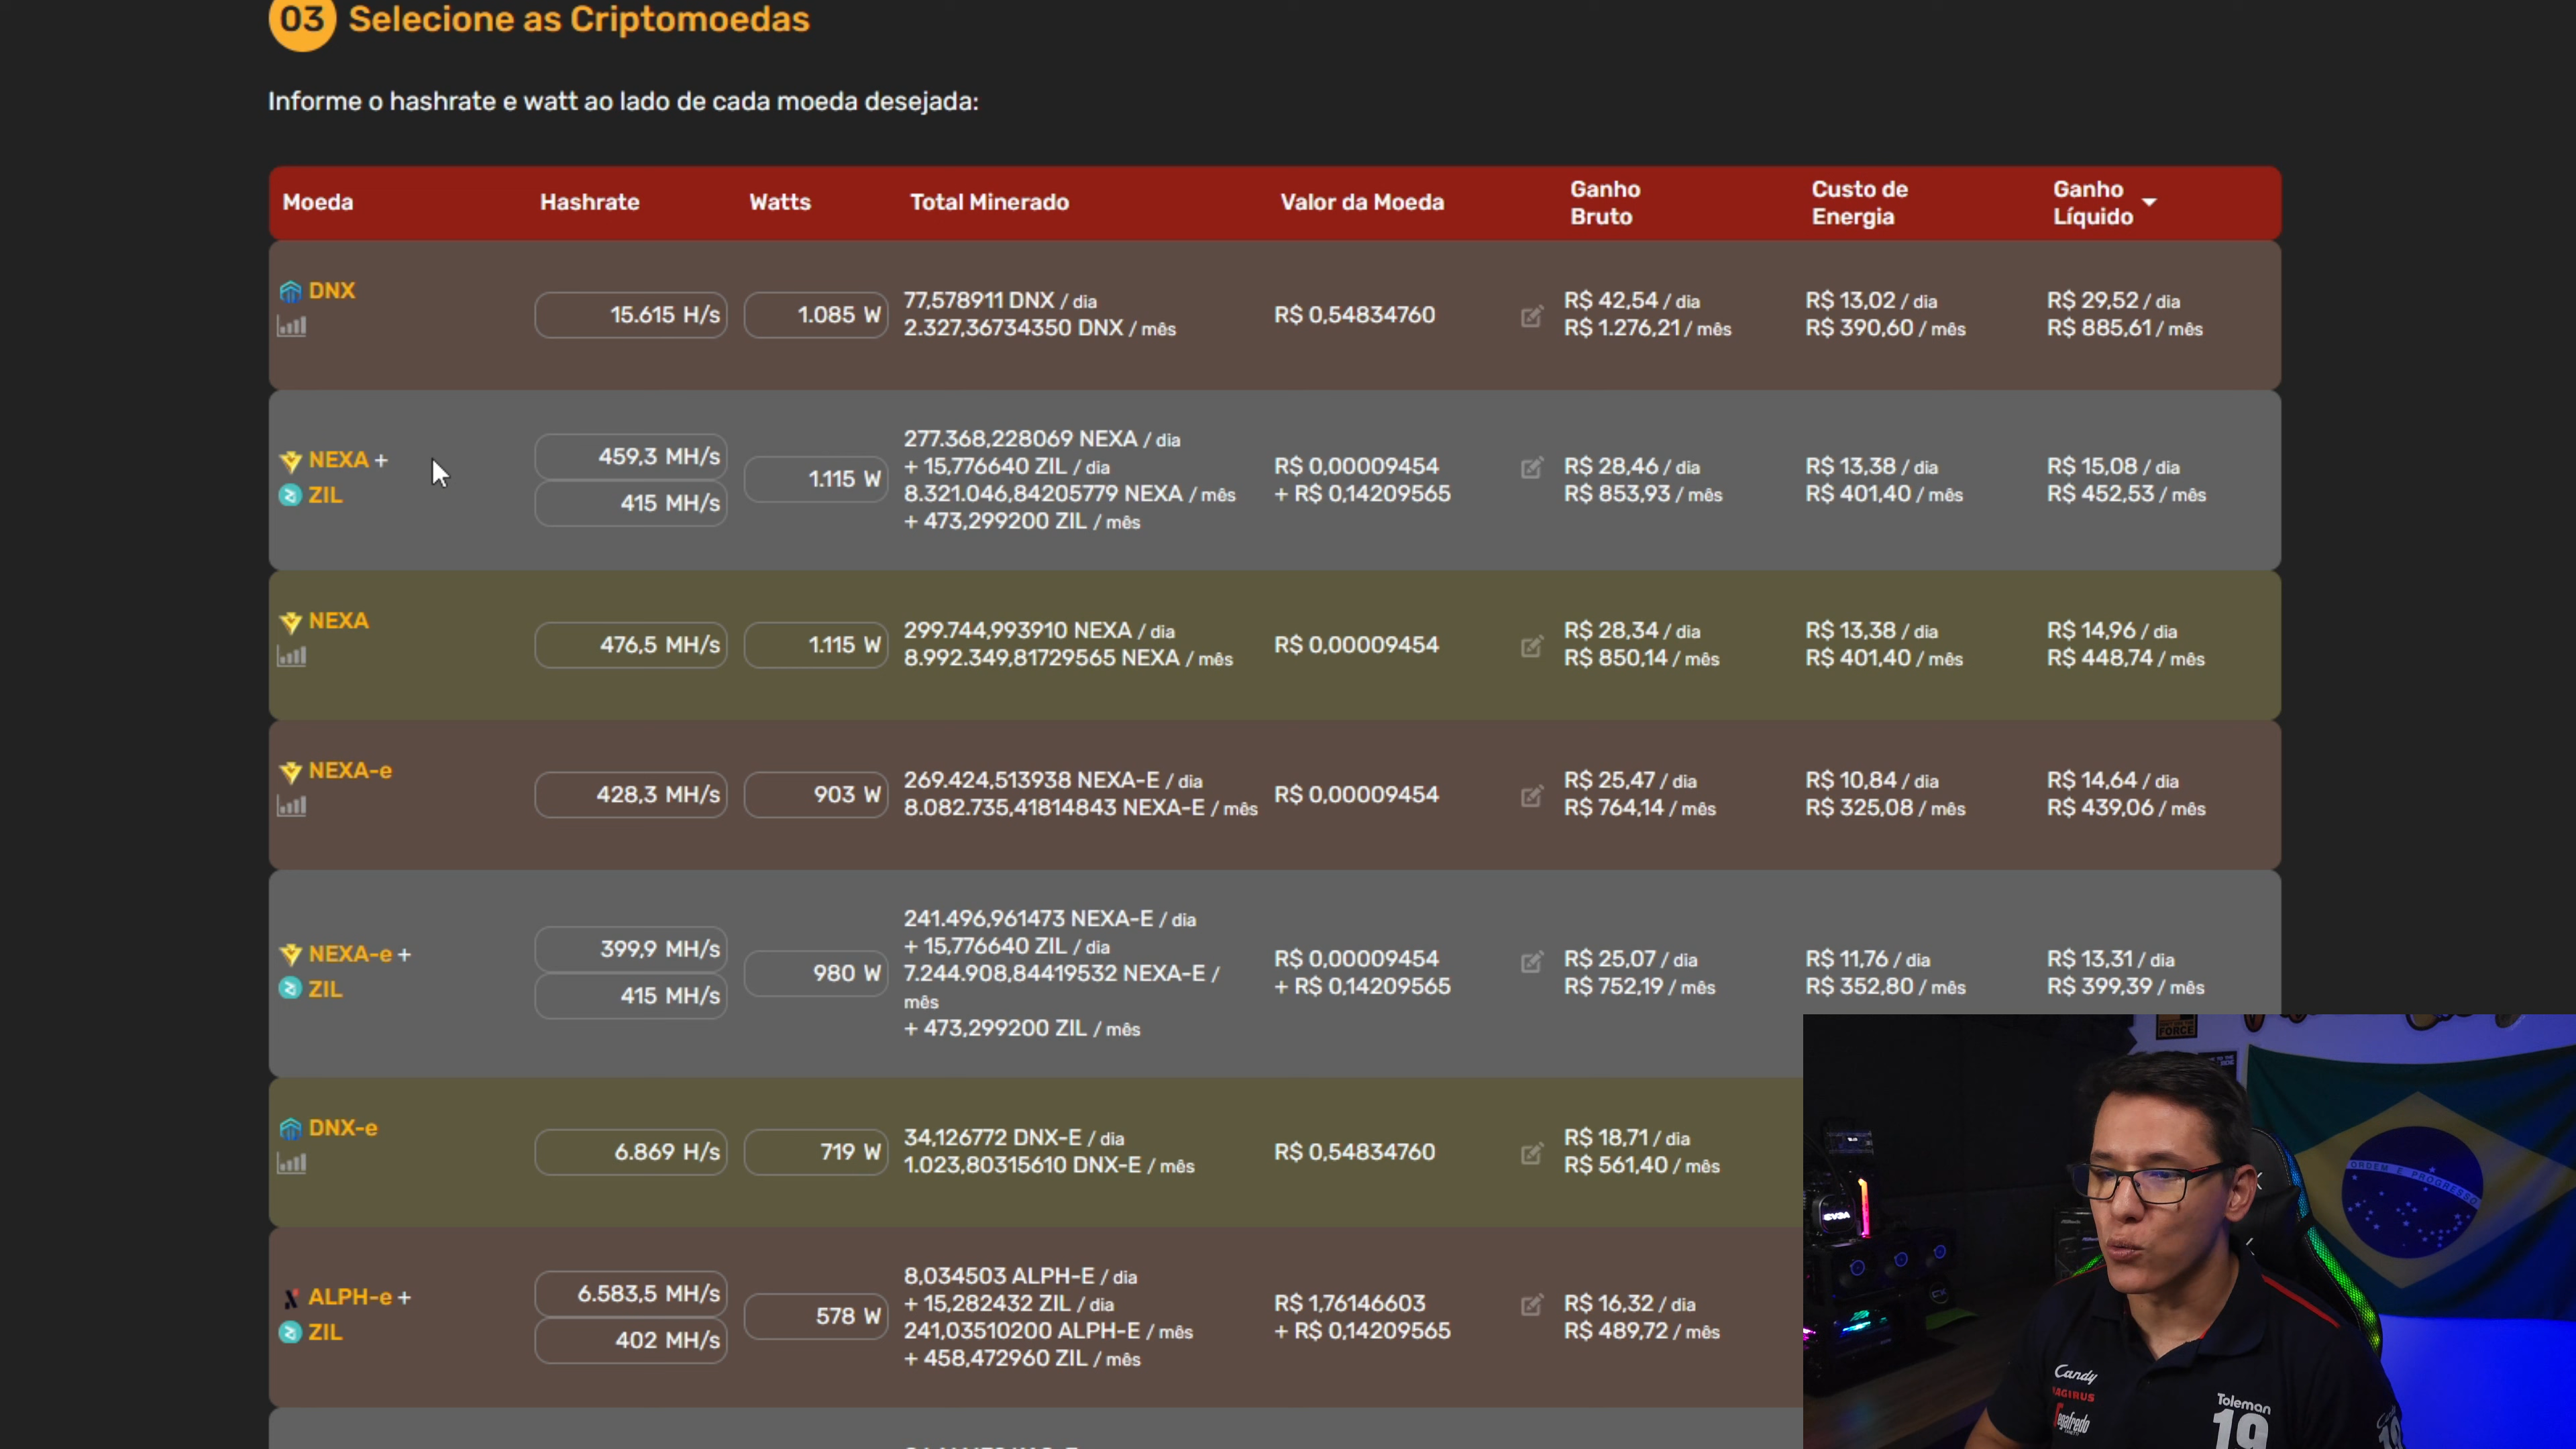 03 Selecione as Criptomoedas
Informe o hashrate e watt ao lado de cada moeda desejada:
Moeda Hashrate Watts Total Minerado Valor da Moeda Ganho Bruto Custo de Energia Ganho Líquido
DNX 15.615 H/s 1.085 W 77,578911 DNX / dia R$ 0,54834760 R$ 42,54 / dia R$ 13,02 / dia R$ 29,52 / dia
2.327,36734350 DNX / mês R$ 1.276,21 / mês R$ 390,60 / mês R$ 885,61 / mês
NEXA + 459,3 MH/s 1.115 W 277.368,228069 NEXA / dia R$ 0,00009454 R$ 28,46 / dia R$ 13,38 / dia R$ 15,08 / dia
ZIL 415 MH/s + 15,776640 ZIL / dia + R$ 0,14209565 R$ 853,93 / mês R$ 401,40 / mês R$ 452,53 / mês
8.321.046,84205779 NEXA / mês
+ 473,299200 ZIL / mês
NEXA 476,5 MH/s 1.115 W 299.744,993910 NEXA / dia R$ 0,00009454 R$ 28,34 / dia R$ 13,38 / dia R$ 14,96 / dia
8.992.349,81729565 NEXA / mês R$ 850,14 / mês R$ 401,40 / mês R$ 448,74 / mês
NEXA-e 428,3 MH/s 903 W 269.424,513938 NEXA-E / dia R$ 0,00009454 R$ 25,47 / dia R$ 10,84 / dia R$ 14,64 / dia
8.082.735,41814843 NEXA-E / mês R$ 764,14 / mês R$ 325,08 / mês R$ 439,06 / mês
NEXA-e + 399,9 MH/s 980 W 241.496,961473 NEXA-E / dia R$ 0,00009454 R$ 25,07 / dia R$ 11,76 / dia R$ 13,31 / dia
ZIL 415 MH/s + 15,776640 ZIL / dia + R$ 0,14209565 R$ 752,19 / mês R$ 352,80 / mês R$ 399,39 / mês
7.244.908,84419532 NEXA-E /
mês
+ 473,299200 ZIL / mês
DNX-e 6.869 H/s 719 W 34,126772 DNX-E / dia R$ 0,54834760 R$ 18,71 / dia
1.023,80315610 DNX-E / mês R$ 561,40 / mês
ALPH-e + 6.583,5 MH/s 578 W 8,034503 ALPH-E / dia R$ 1,76146603 R$ 16,32 / dia
ZIL 402 MH/s + 15,282432 ZIL / dia + R$ 0,14209565 R$ 489,72 / mês
241,03510200 ALPH-E / mês
+ 458,472960 ZIL / mês
FORCE
ORDEM E PROGRESSO
EVGA
Candy
Toleman
19